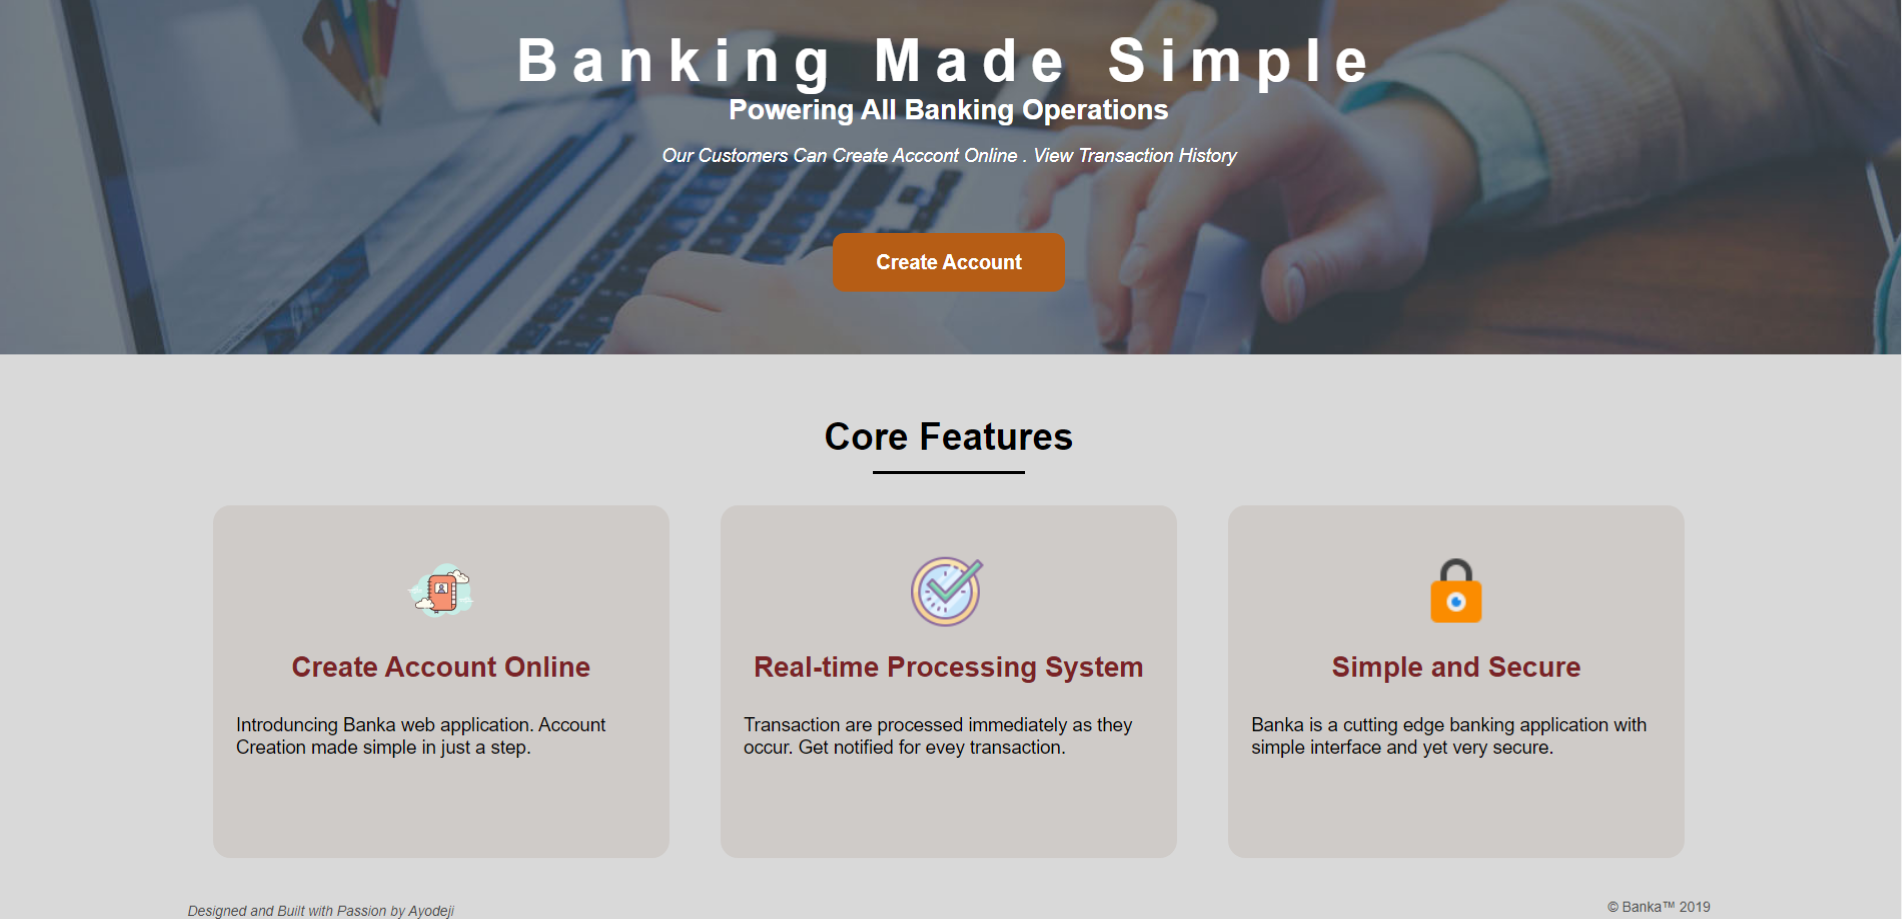 Banking Made Simple
Powering All Banking Operations
Our Customers Can Create Acccont Online . View Transaction History
Create Account
Core Features
Create Account Online
Introduncing Banka web application. Account
Creation made simple in just a step.
Real-time Processing System
Transaction are processed immediately as they
occur. Get notified for evey transaction.
Simple and Secure
Banka is a cutting edge banking application with
simple interface and yet very secure.
Designed and Built with Passion by Ayodeji
© Banka™ 2019